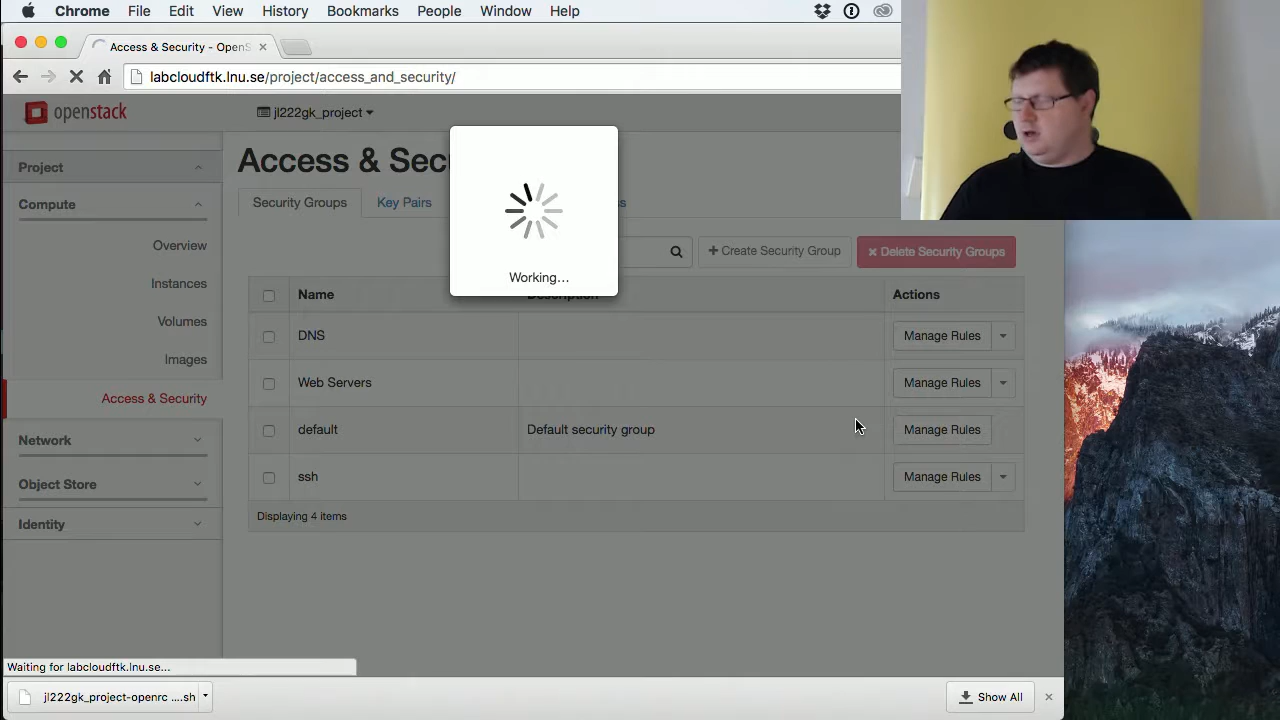 Chrome File Edit View History Bookmarks People Window Help
Access & Security - OpenS
labcloudftk.lnu.se/project/access_and_security/
openstack
jl222gk_project
Project
Compute
Overview
Instances
Volumes
Images
Access & Security
Network
Object Store
Identity
Access & Sec
Security Groups
Key Pairs
Working...
Create Security Group
Delete Security Groups
Name Description Actions
DNS Manage Rules
Web Servers Manage Rules
default Default security group Manage Rules
ssh Manage Rules
Displaying 4 items
Waiting for labcloudftk.lnu.se...
jl222gk_project-openrc ....sh
Show All